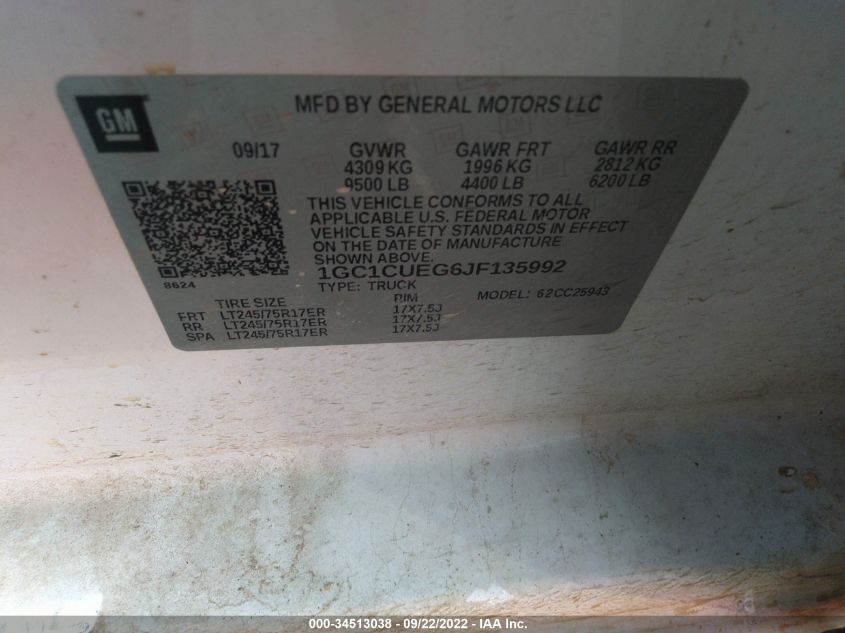 GM
MFD BY GENERAL MOTORS LLC
09/17 GVWR GAWR FRT GAWR RR
4309 KG 1996 KG 2812 KG
9500 LB 4400 LB 6200 LB
THIS VEHICLE CONFORMS TO ALL
APPLICABLE U.S. FEDERAL MOTOR
VEHICLE SAFETY STANDARDS IN EFFECT
ON THE DATE OF MANUFACTURE
SHOWN ABOVE.
8624
1GC1CUEG6JF135992
TYPE: TRUCK MODEL: 62CC25943
TIRE SIZE RIM
FRT LT245/75R17ER 17X7.5J
RR LT245/75R17ER 17X7.5J
SPA LT245/75R17ER 17X7.5J
000-34513038 - 09/22/2022 - IAA Inc.